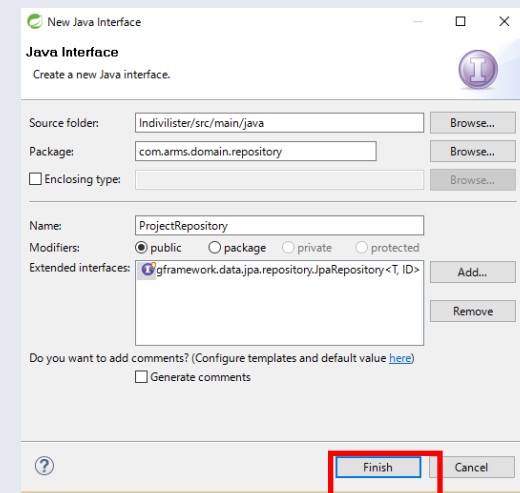 New Java Interface
Java Interface
Create a new Java interface.
Source folder: Indivilister/src/main/java Browse...
Package: com.arms.domain.repository Browse...
Enclosing type: Browse...
Name: ProjectRepository
Modifiers: public package private protected
Extended interfaces: gframework.data.jpa.repository.JpaRepository<T, ID> Add...
Remove
Do you want to add comments? (Configure templates and default value here)
Generate comments
? Finish Cancel